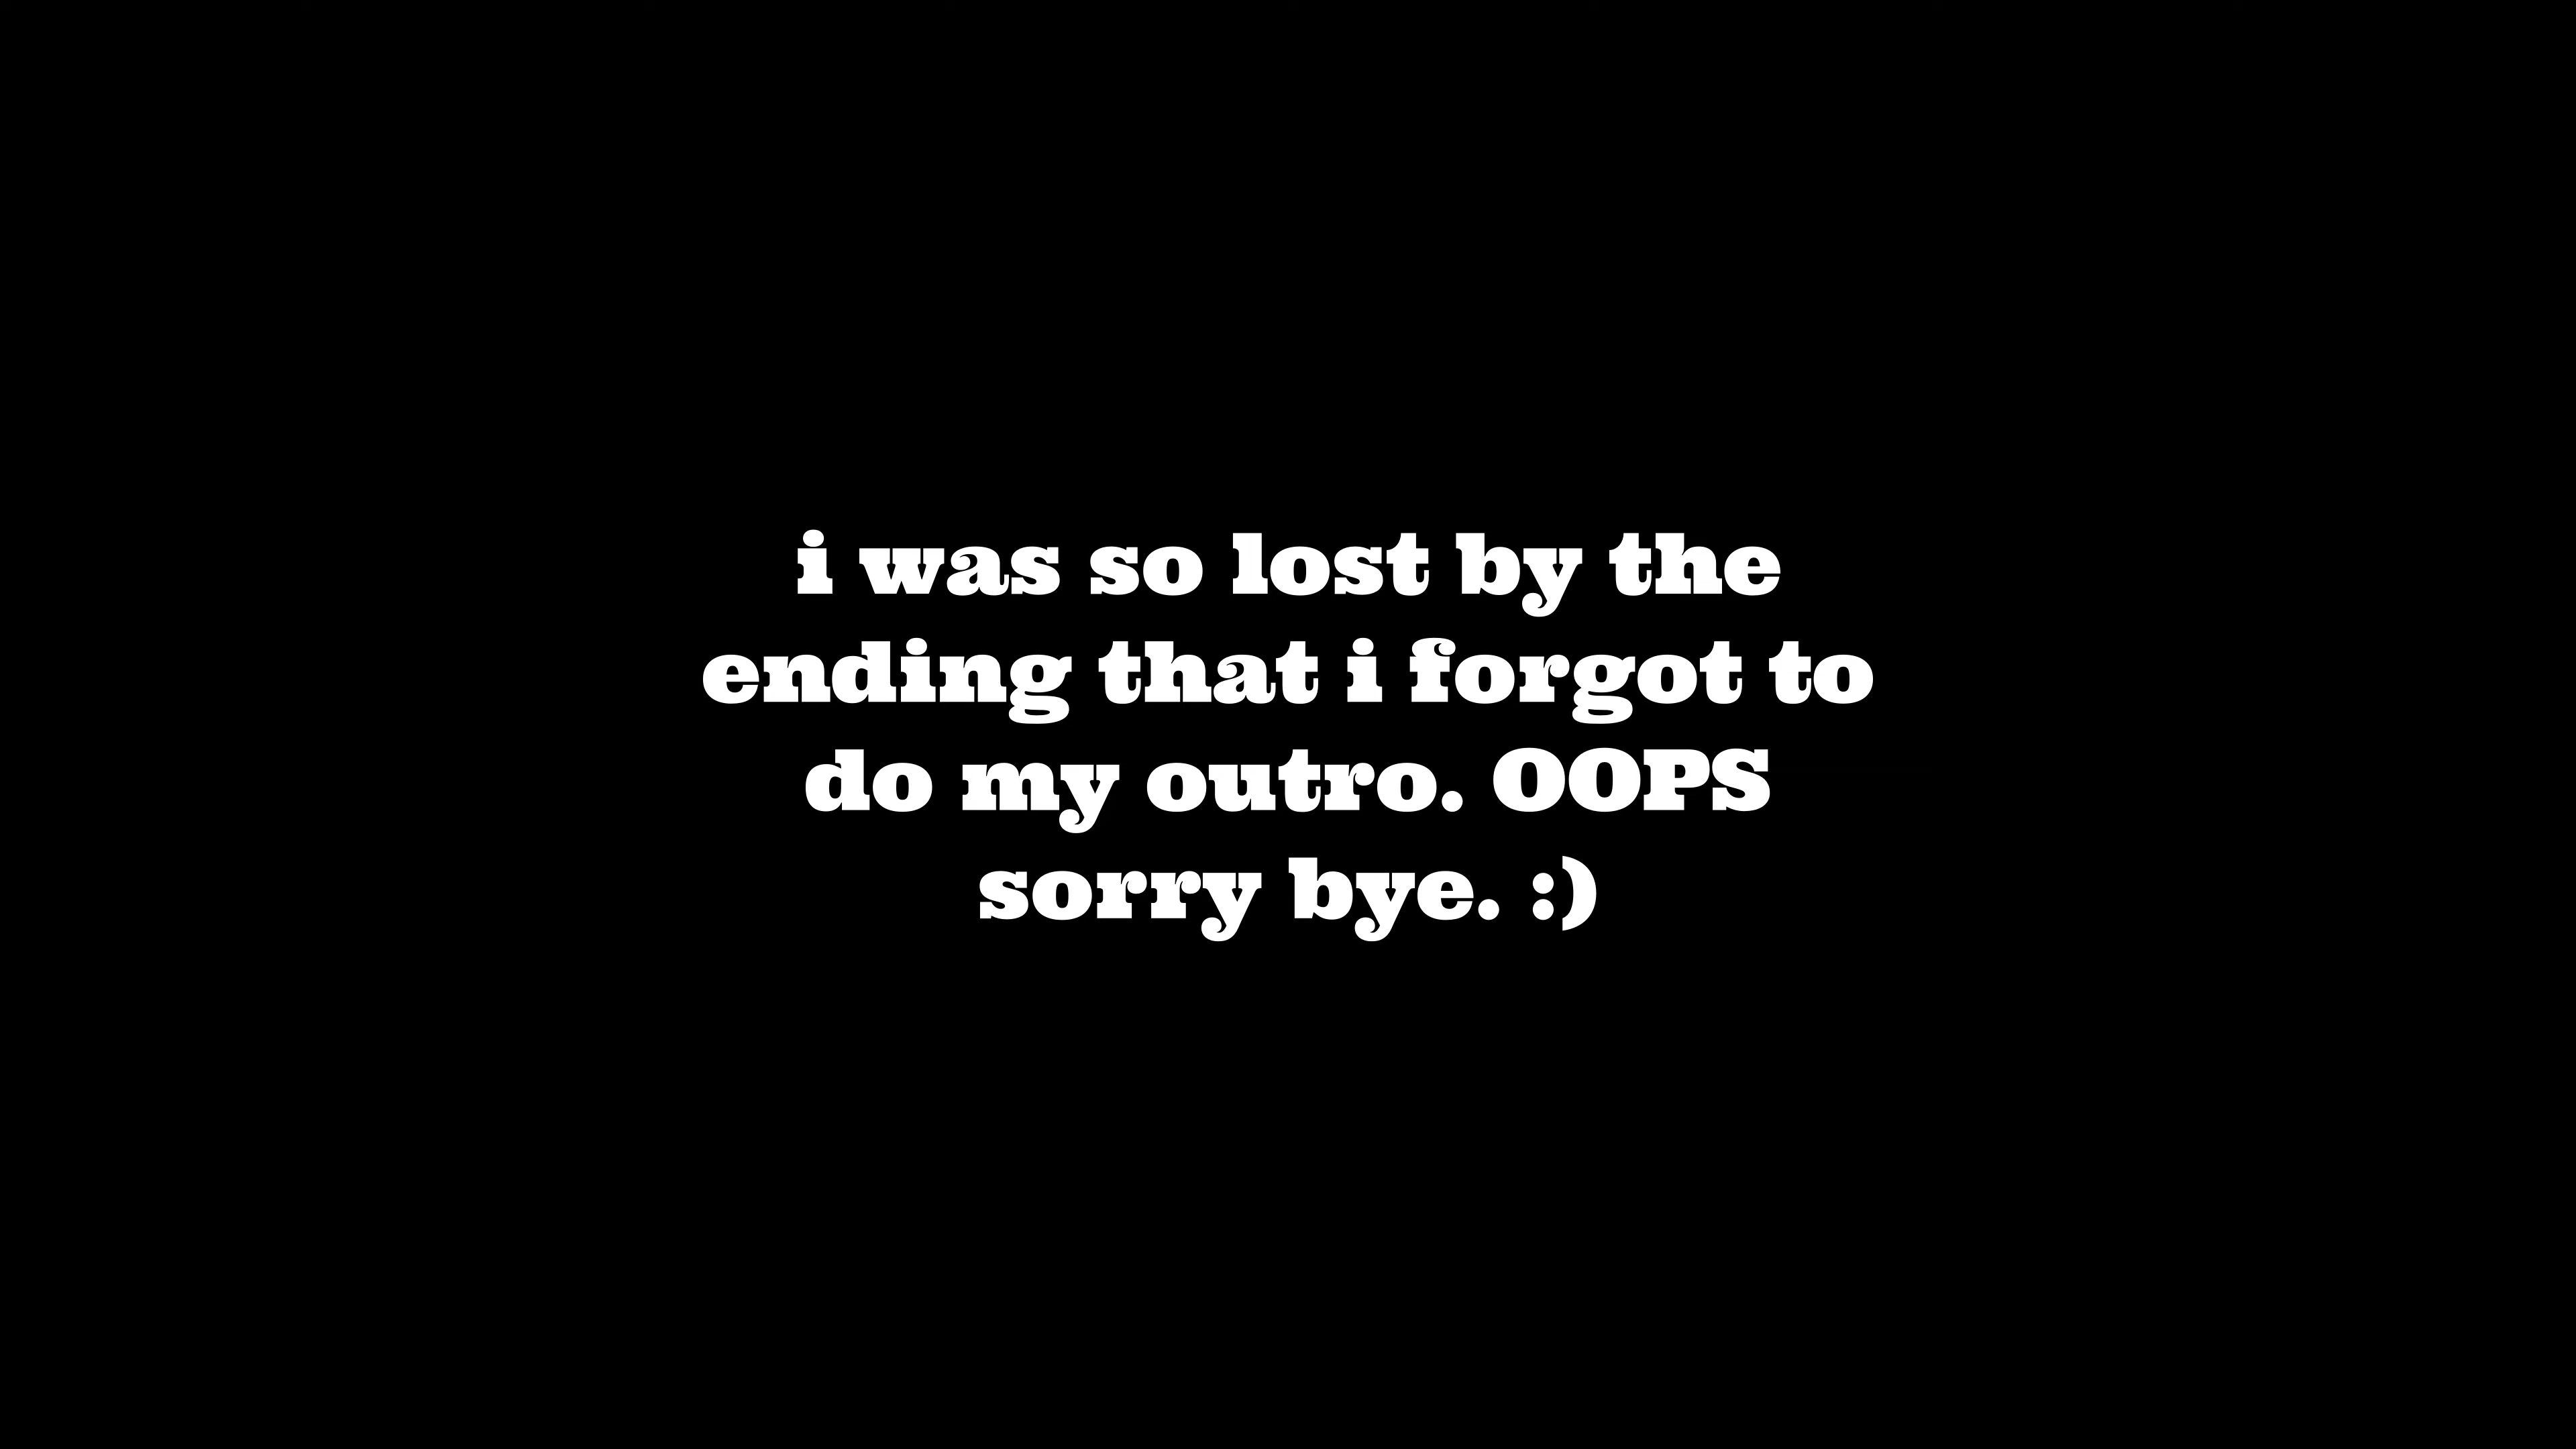 i was so lost by the
ending that i forgot to
do my outro. OOPS
sorry bye. :)